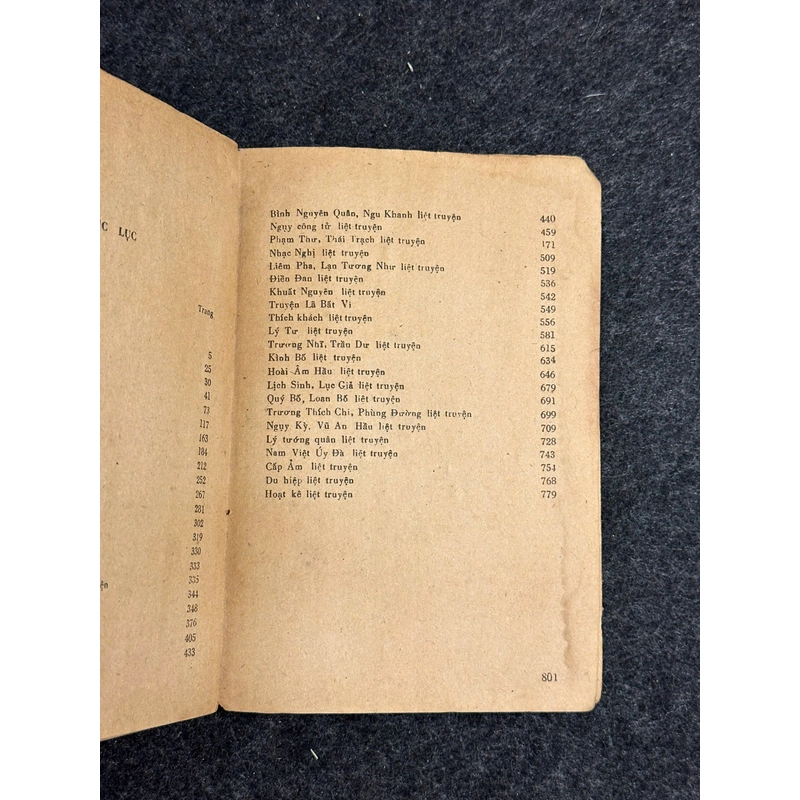 C LỤC
Trang
5
25
30
41
73
117
163
184
212
252
267
281
302
319
330
333
335
344
348
376
405
433
Bình Nguyên Quân, Ngu Khanh liệt truyện 440
Ngụy công tử liệt truyện 459
Phạm Thư, Thái Trạch liệt truyện 171
Nhạc Nghị liệt truyện 509
Liêm Pha, Lạn Tương Như liệt truyện 519
Điền Đan liệt truyện 536
Khuất Nguyên liệt truyện 542
Truyện Lã Bất Vi 549
Thích khách liệt truyện 556
Lý Tư liệt truyện 581
Trương Nhĩ, Trần Dư liệt truyện 615
Kình Bố liệt truyện 634
Hoài Âm Hầu liệt truyện 646
Lịch Sinh, Lục Giả liệt truyện 679
Quý Bố, Loan Bố liệt truyện 691
Trương Thích Chi, Phùng Đường liệt truyện 699
Ngụy Kỳ, Vũ An Hầu liệt truyện 709
Lý tướng quân liệt truyện 728
Nam Việt Úy Đà liệt truyện 743
Cấp Ảm liệt truyện 754
Du hiệp liệt truyện 768
Hoạt kê liệt truyện 779
801